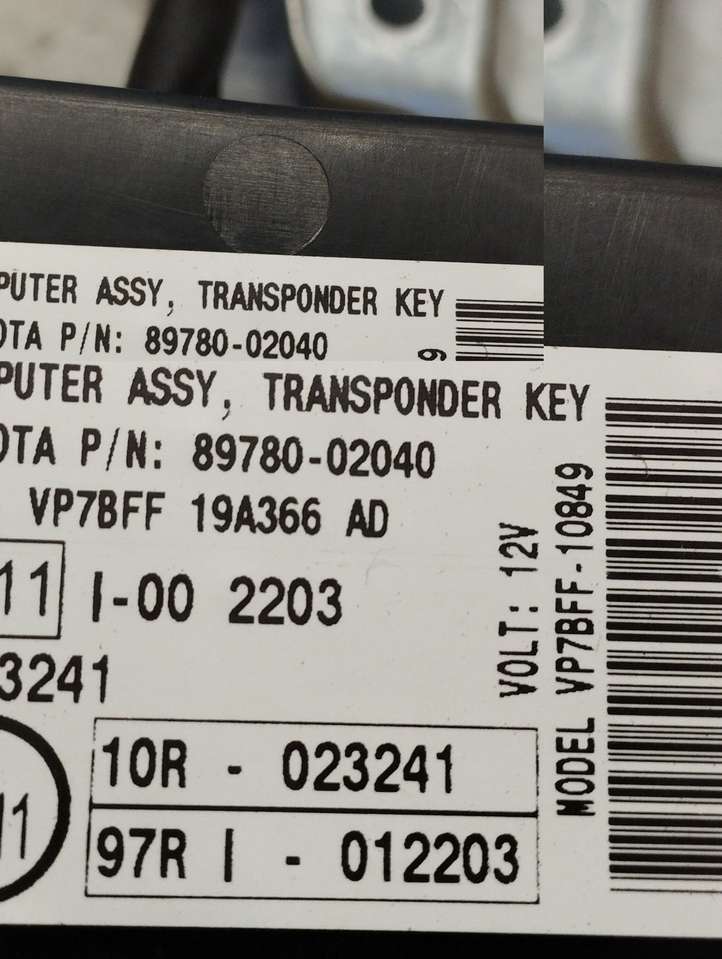 PUTER ASSY, TRANSPONDER KEY
OTA P/N: 89780-02040
PUTER ASSY, TRANSPONDER KEY
OTA P/N: 89780-02040
VP7BFF 19A366 AD
11 I-00 2203
3241
10R - 023241
97R I - 012203
11
VOLT: 12V
MODEL VP7BFF-10849